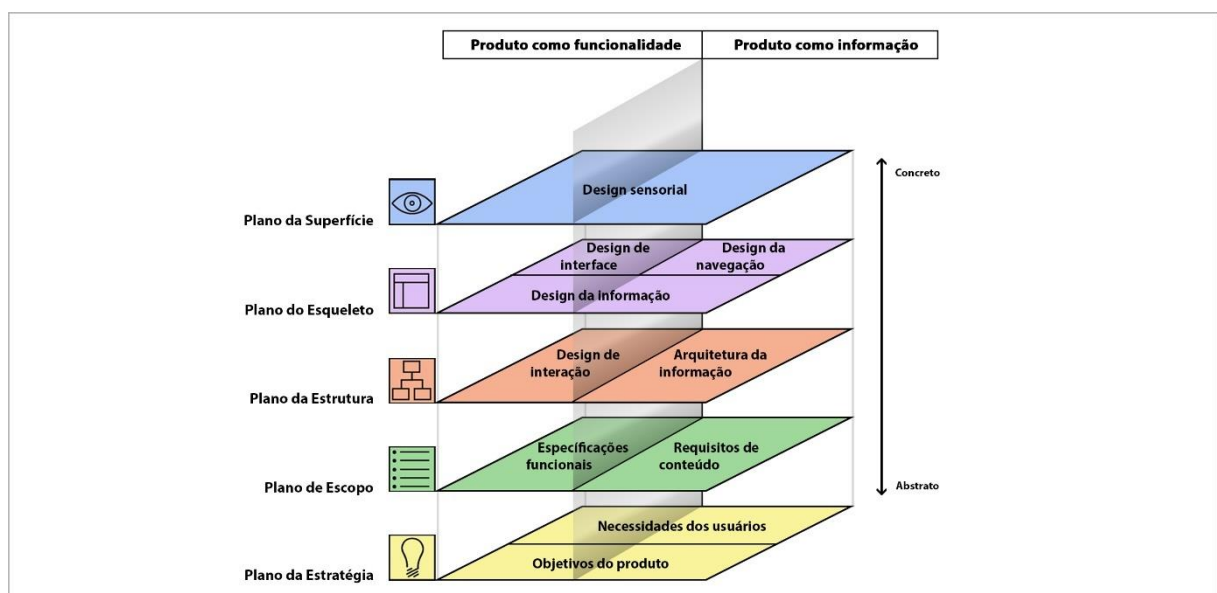 Produto como funcionalidade
Produto como informação
Concreto
Design sensorial
Plano da Superfície
Design de
interface
Design da
navegação
Design da informação
Plano do Esqueleto
Design de
interação
Arquitetura da
informação
Plano da Estrutura
Específicações
funcionais
Requisitos de
conteúdo
Plano de Escopo
Abstrato
Necessidades dos usuários
Objetivos do produto
Plano da Estratégia